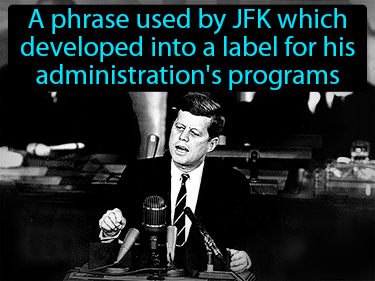 A phrase used by JFK which
developed into a label for his
administration's programs